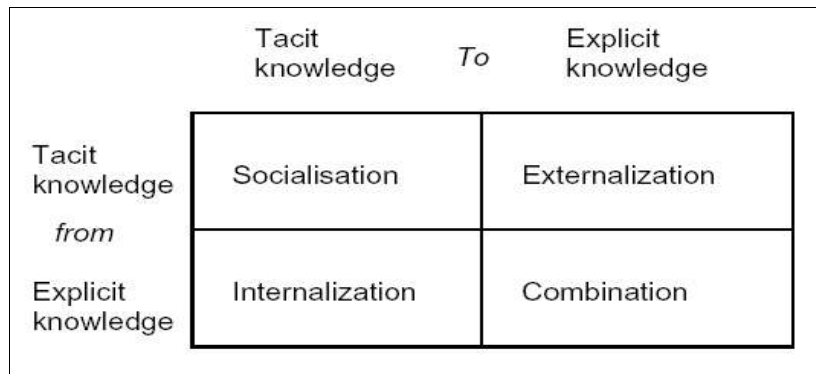 Tacit knowledge To Explicit knowledge
Tacit knowledge
Socialisation Externalization
from
Explicit knowledge
Internalization Combination